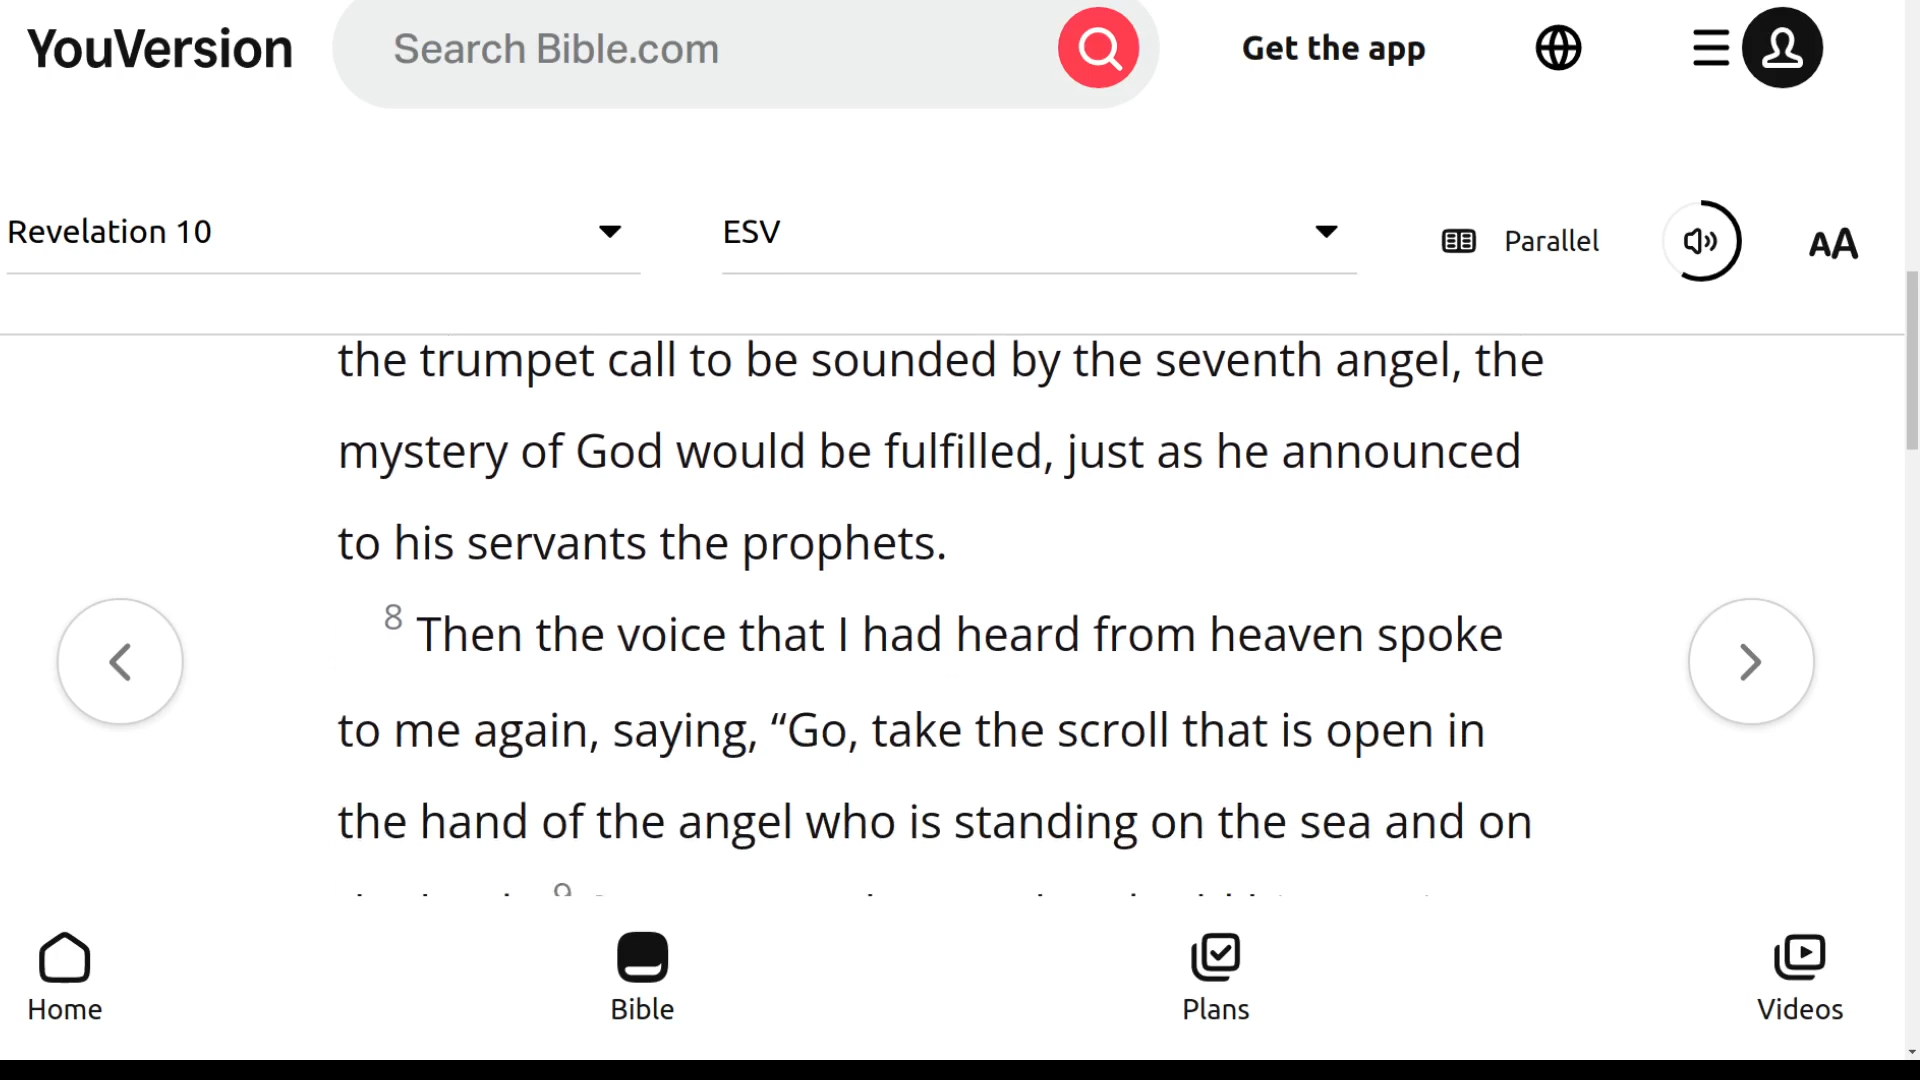 YouVersion Search Bible.com Get the app
Revelation 10 ESV Parallel AA
the trumpet call to be sounded by the seventh angel, the
mystery of God would be fulfilled, just as he announced
to his servants the prophets.
8 Then the voice that I had heard from heaven spoke
to me again, saying, “Go, take the scroll that is open in
the hand of the angel who is standing on the sea and on
Home Bible Plans Videos